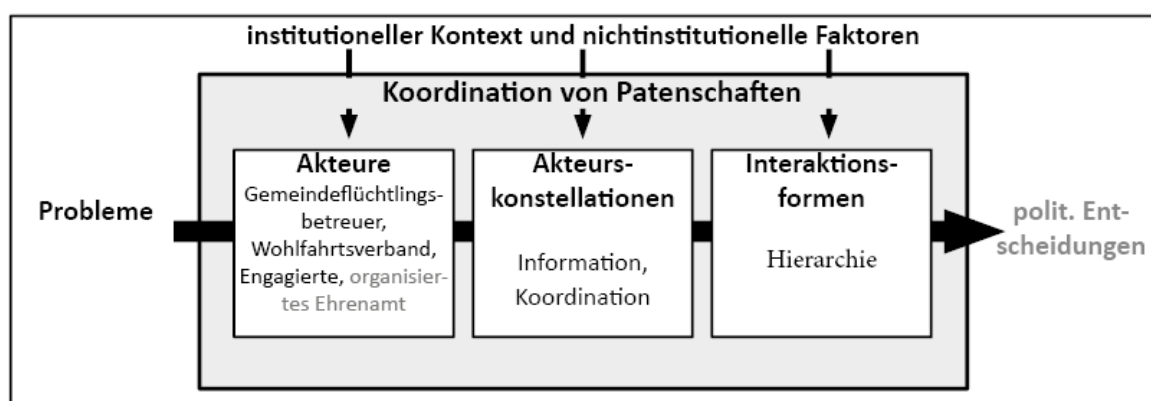 institutioneller Kontext und nichtinstitutionelle Faktoren
Koordination von Patenschaften
Probleme
Akteure
Gemeindeflüchtlings-
betreuer,
Wohlfahrtsverband,
Engagierte, organisier-
tes Ehrenamt
Akteurs-
konstellationen
Information,
Koordination
Interaktions-
formen
Hierarchie
polit. Ent-
scheidungen